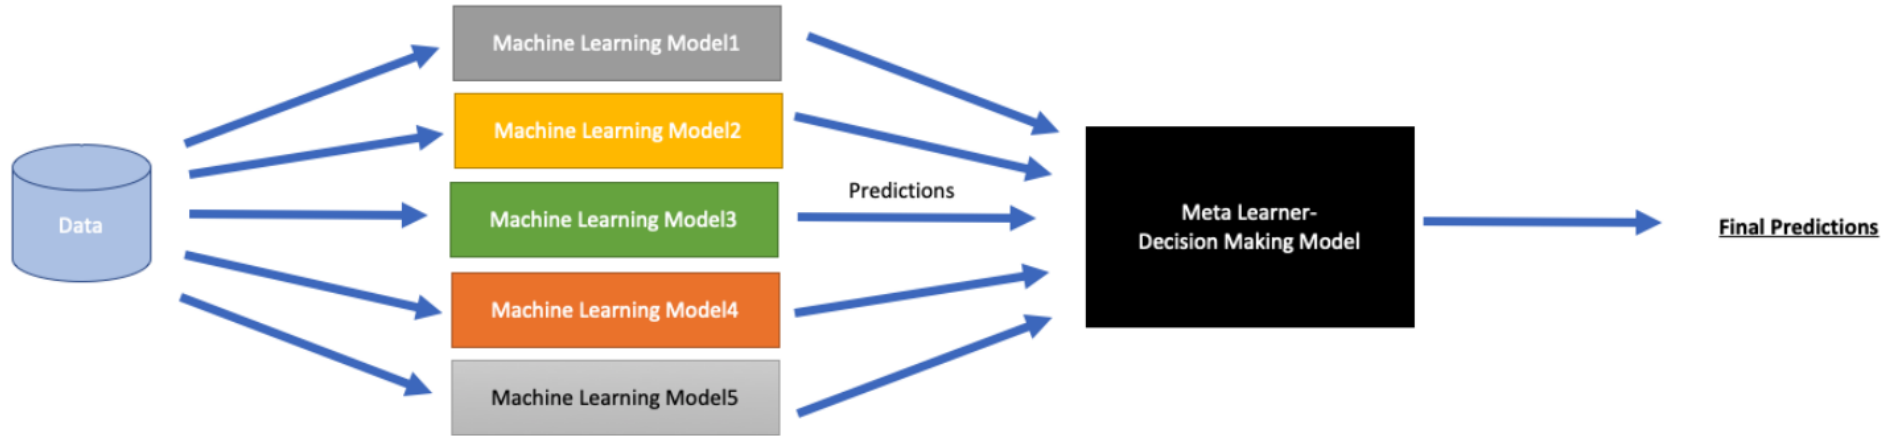 Data
Machine Learning Model1
Machine Learning Model2
Machine Learning Model3
Machine Learning Model4
Machine Learning Model5
Predictions
Meta Learner-
Decision Making Model
Final Predictions